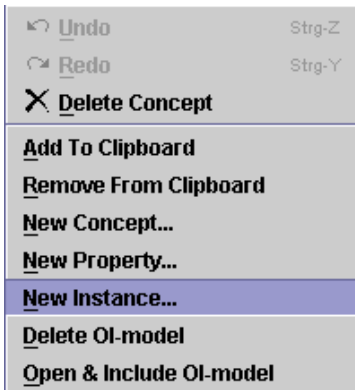 Undo Strg-Z
Redo Strg-Y
Delete Concept
Add To Clipboard
Remove From Clipboard
New Concept...
New Property...
New Instance...
Delete OI-model
Open & Include OI-model